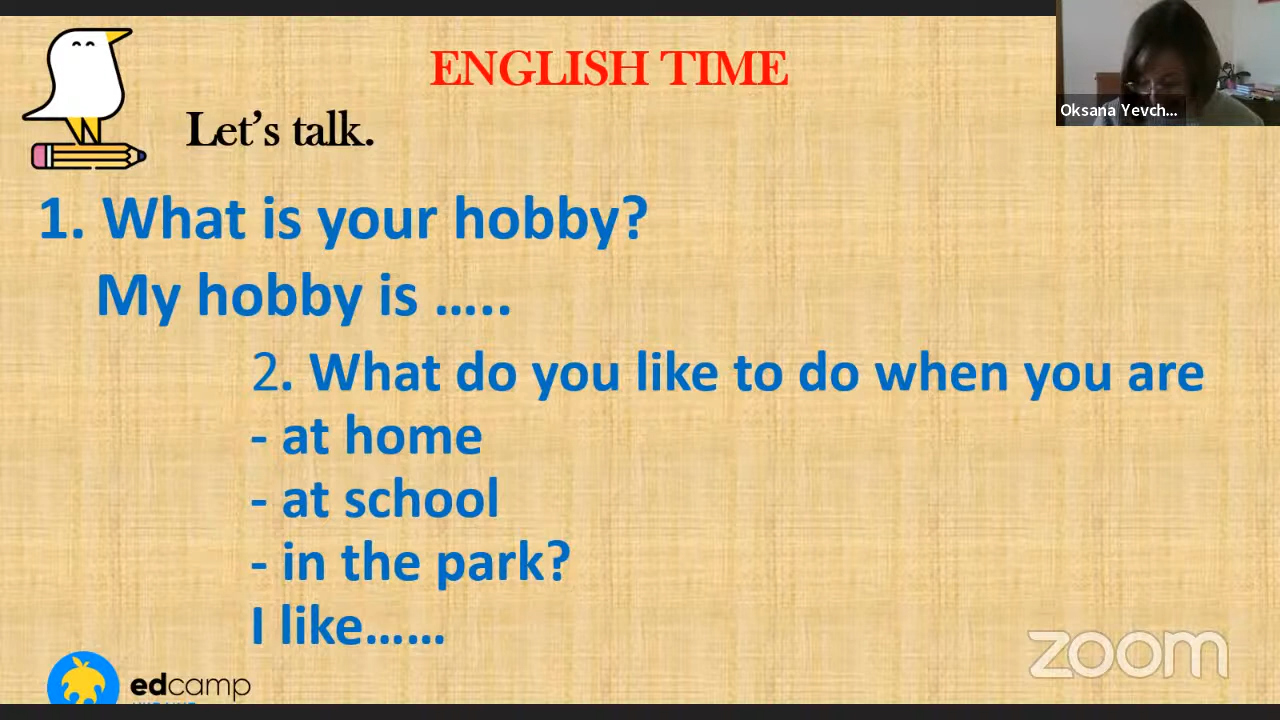 ENGLISH TIME
Oksana Yevch...
Let's talk.
1. What is your hobby?
My hobby is …..
2. What do you like to do when you are
- at home
- at school
- in the park?
I like……
edcamp
zoom